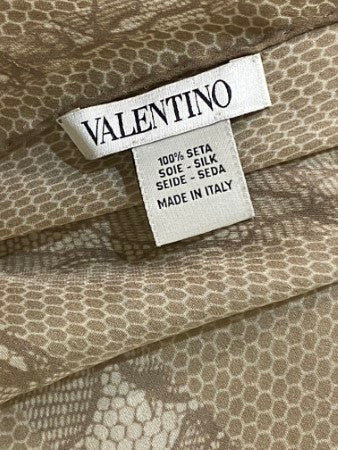 VALENTINO
100% SETA
SOIE - SILK
SEIDE - SEDA
MADE IN ITALY